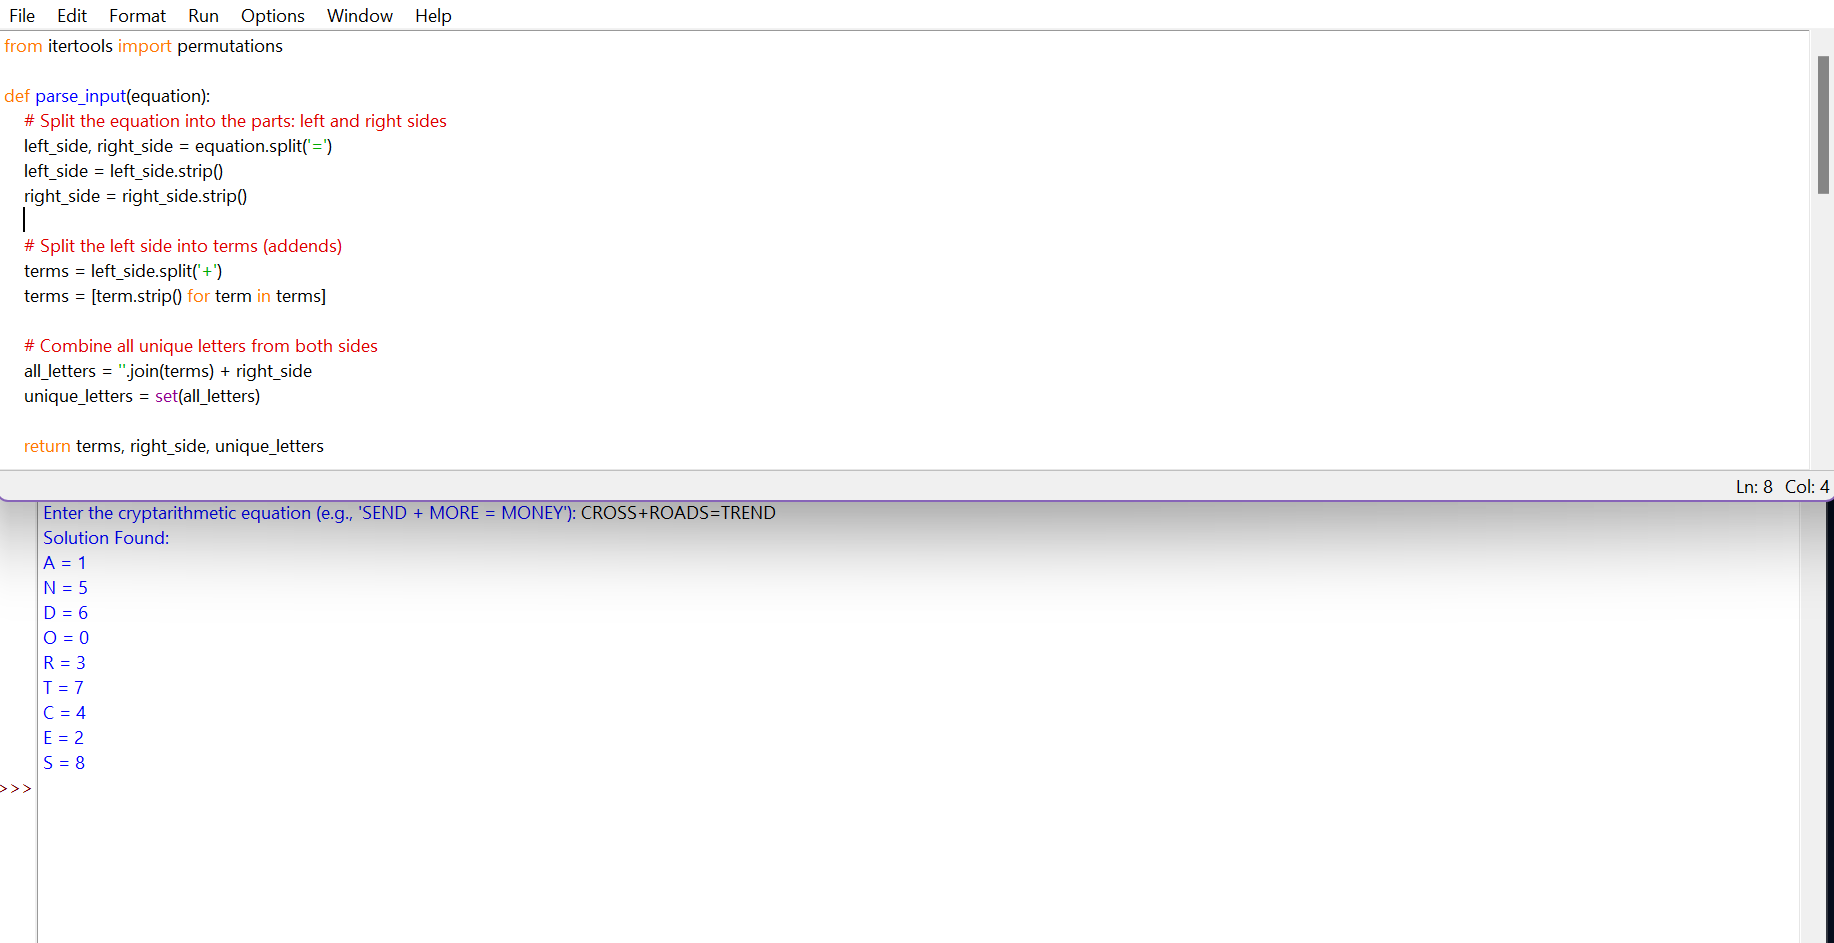 File Edit Format Run Options Window Help
from itertools import permutations
def parse_input(equation):
# Split the equation into the parts: left and right sides
left_side, right_side = equation.split('=')
left_side = left_side.strip()
right_side = right_side.strip()
# Split the left side into terms (addends)
terms = left_side.split('+')
terms = [term.strip() for term in terms]
# Combine all unique letters from both sides
all_letters = ''.join(terms) + right_side
unique_letters = set(all_letters)
return terms, right_side, unique_letters
Ln: 8 Col: 4
Enter the cryptarithmetic equation (e.g., 'SEND + MORE = MONEY'): CROSS+ROADS=TREND
Solution Found:
A = 1
N = 5
D = 6
O = 0
R = 3
T = 7
C = 4
E = 2
S = 8
>>>